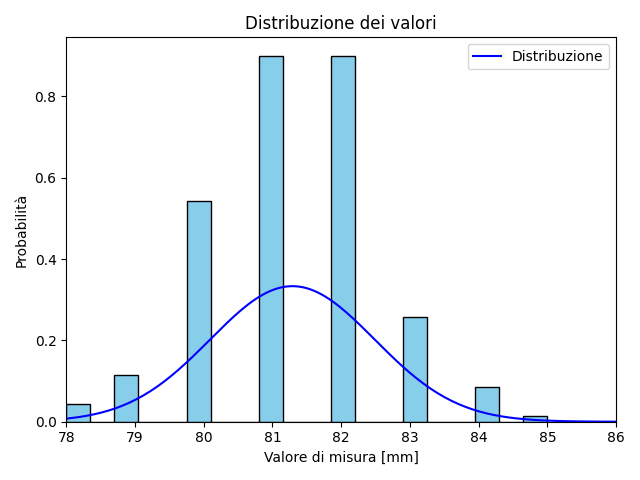 Distribuzione dei valori
Distribuzione
Probabilità
0.8
0.6
0.4
0.2
0.0
78 79 80 81 82 83 84 85 86
Valore di misura [mm]